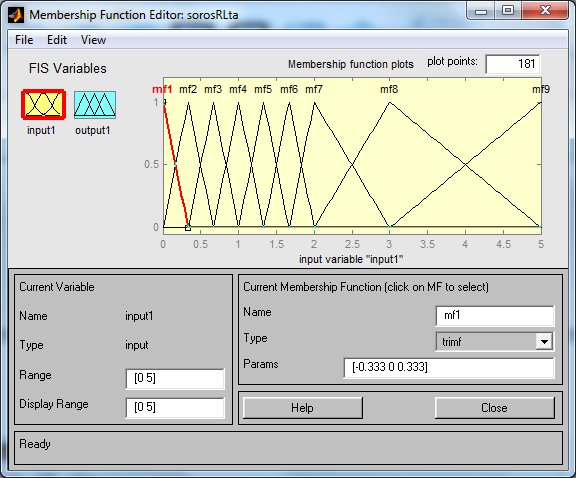 Membership Function Editor: sorosRLta
File Edit View
FIS Variables
input1 output1
Membership function plots plot points: 181
mf1 mf2 mf3 mf4 mf5 mf6 mf7 mf8 mf9
1
0.5
0
0 0.5 1 1.5 2 2.5 3 3.5 4 4.5 5
input variable "input1"
Current Variable
Name input1
Type input
Range [0 5]
Display Range [0 5]
Current Membership Function (click on MF to select)
Name mf1
Type trimf
Params [-0.333 0 0.333]
Help Close
Ready